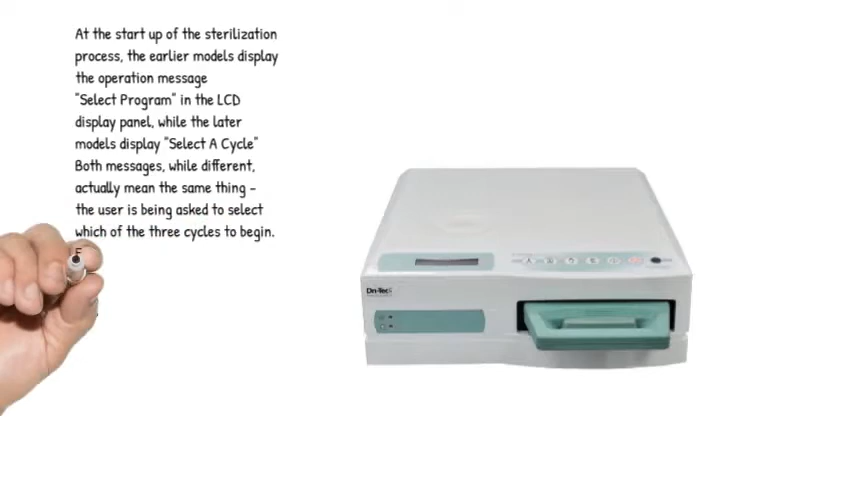 At the start up of the sterilization
process, the earlier models display
the operation message
"Select Program" in the LCD
display panel, while the later
models display "Select A Cycle"
Both messages, while different,
actually mean the same thing -
the user is being asked to select
which of the three cycles to begin.